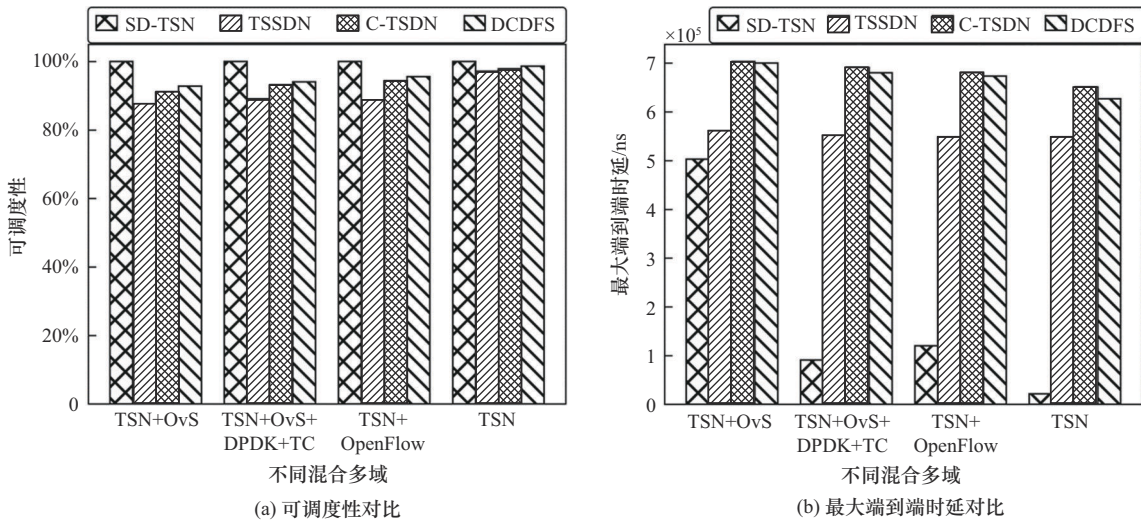 SD-TSN TSSDN C-TSDN DCDFS
100%
80%
60%
40%
20%
0
可调度性
TSN+OvS TSN+OvS+ TSN+ TSN
DPDK+TC OpenFlow
不同混合多域
(a) 可调度性对比
SD-TSN TSSDN C-TSDN DCDFS
×10⁵
7
6
5
4
3
2
1
0
最大端到端时延/ns
TSN+OvS TSN+OvS+ TSN+ TSN
DPDK+TC OpenFlow
不同混合多域
(b) 最大端到端时延对比